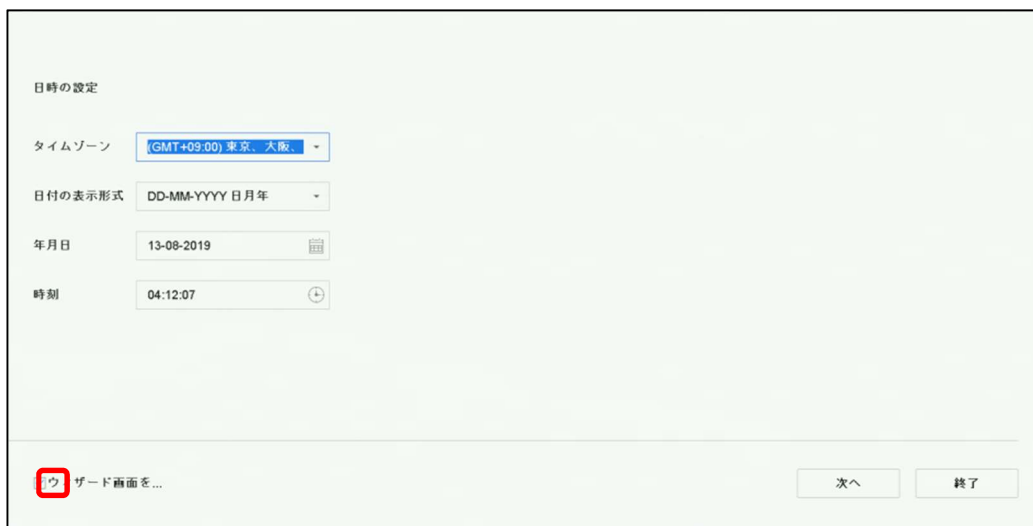 日時の設定
タイムゾーン (GMT+09:00) 東京、大阪、
日付の表示形式 DD-MM-YYYY 日月年
年月日 13-08-2019
時刻 04:12:07
ウィザード画面を...
次へ 終了